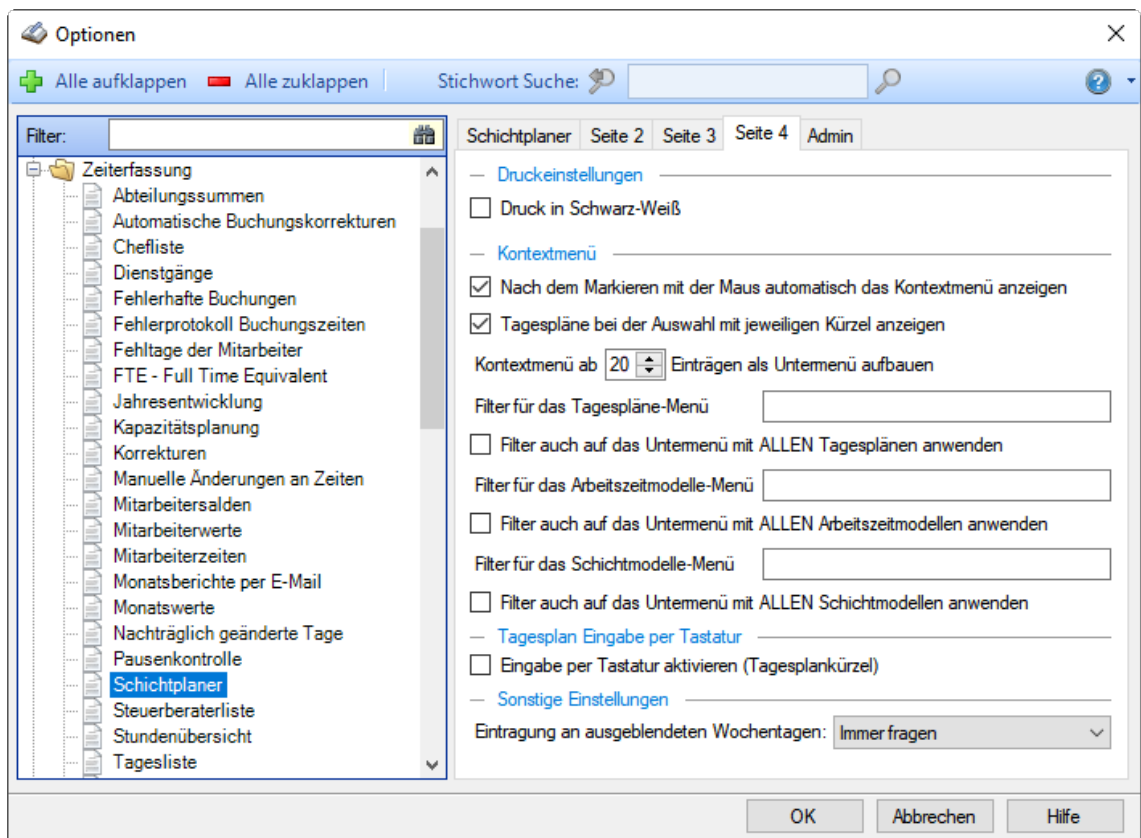 Optionen
Alle aufklappen Alle zuklappen Stichwort Suche:
Filter:
Zeiterfassung
Abteilungssummen
Automatische Buchungskorrekturen
Chefliste
Dienstgänge
Fehlerhafte Buchungen
Fehlerprotokoll Buchungszeiten
Fehltage der Mitarbeiter
FTE - Full Time Equivalent
Jahresentwicklung
Kapazitätsplanung
Korrekturen
Manuelle Änderungen an Zeiten
Mitarbeitersalden
Mitarbeiterwerte
Mitarbeiterzeiten
Monatsberichte per E-Mail
Monatswerte
Nachträglich geänderte Tage
Pausenkontrolle
Schichtplaner
Steuerberaterliste
Stundenübersicht
Tagesliste
Schichtplaner Seite 2 Seite 3 Seite 4 Admin
Druckeinstellungen
Druck in Schwarz-Weiß
Kontextmenü
Nach dem Markieren mit der Maus automatisch das Kontextmenü anzeigen
Tagespläne bei der Auswahl mit jeweiligen Kürzel anzeigen
Kontextmenü ab 20 Einträgen als Untermenü aufbauen
Filter für das Tagespläne-Menü
Filter auch auf das Untermenü mit ALLEN Tagesplänen anwenden
Filter für das Arbeitszeitmodelle-Menü
Filter auch auf das Untermenü mit ALLEN Arbeitszeitmodellen anwenden
Filter für das Schichtmodelle-Menü
Filter auch auf das Untermenü mit ALLEN Schichtmodellen anwenden
Tagesplan Eingabe per Tastatur
Eingabe per Tastatur aktivieren (Tagesplankürzel)
Sonstige Einstellungen
Eintragung an ausgeblendeten Wochentagen: Immer fragen
OK Abbrechen Hilfe